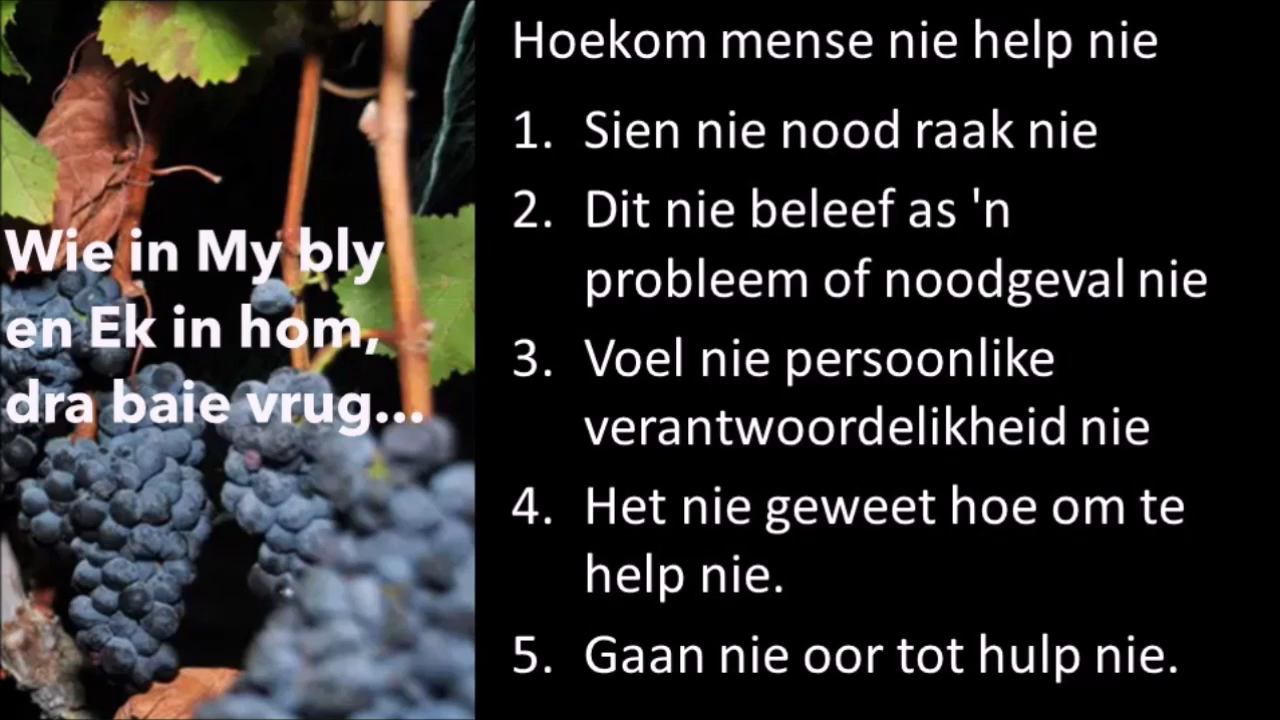 Wie in My bly
en Ek in hom,
dra baie vrug...
Hoekom mense nie help nie
1. Sien nie nood raak nie
2. Dit nie beleef as 'n
probleem of noodgeval nie
3. Voel nie persoonlike
verantwoordelikheid nie
4. Het nie geweet hoe om te
help nie.
5. Gaan nie oor tot hulp nie.